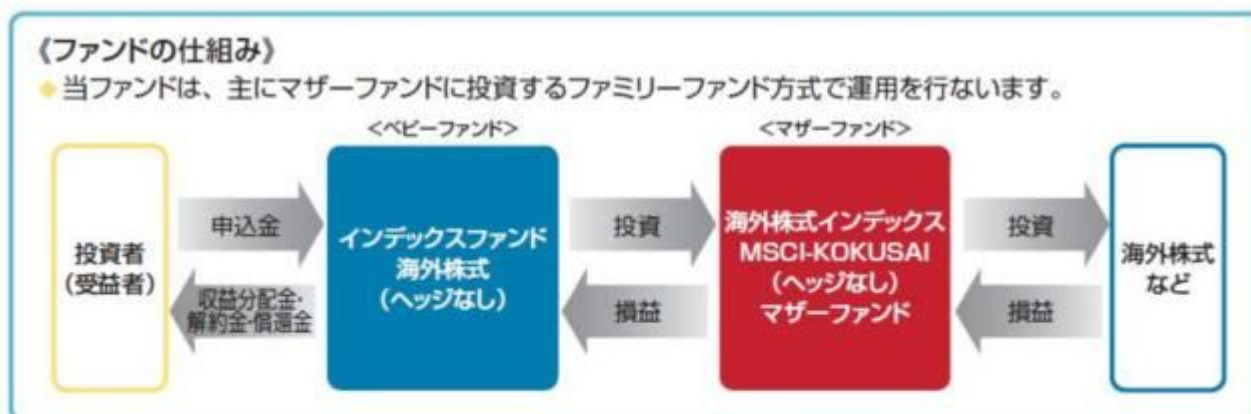 《ファンドの仕組み》
◆当ファンドは、主にマザーファンドに投資するファミリーファンド方式で運用を行ないます。
<ベビーファンド>
<マザーファンド>
投資者
(受益者)
申込金
収益分配金・
解約金・償還金
インデックスファンド
海外株式
(ヘッジなし)
投資
損益
海外株式インデックス
MSCI-KOKUSAI
(ヘッジなし)
マザーファンド
投資
損益
海外株式
など